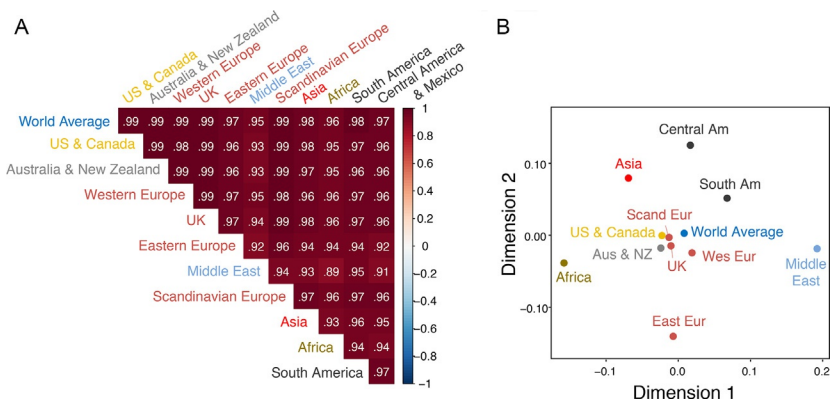 A
US & Canada
Australia & New Zealand
Western Europe
UK
Eastern Europe
Middle East
Scandinavian Europe
Asia
Africa
South America
Central America
& Mexico
World Average .99 .99 .99 .99 .97 .95 .99 .98 .96 .98 .97
US & Canada .99 .98 .99 .96 .93 .99 .98 .96 .97 .96
Australia & New Zealand .99 .99 .96 .93 .98 .97 .95 .96 .96
Western Europe .99 .97 .95 .99 .98 .96 .97 .96
UK .97 .94 .99 .98 .96 .97 .96
Eastern Europe .92 .96 .94 .94 .94 .92
Middle East .94 .93 .89 .95 .91
Scandinavian Europe .97 .96 .96 .96
Asia .93 .96 .95
Africa .94 .94
South America .97
1
0.8
0.6
0.4
0.2
0
−0.2
−0.4
−0.6
−0.8
−1
B
Dimension 2
0.10
0.00
−0.10
Central Am
Asia
South Am
Scand Eur
US & Canada
World Average
Aus & NZ
UK
Wes Eur
Middle
East
Africa
East Eur
−0.1 0.0 0.1 0.2
Dimension 1